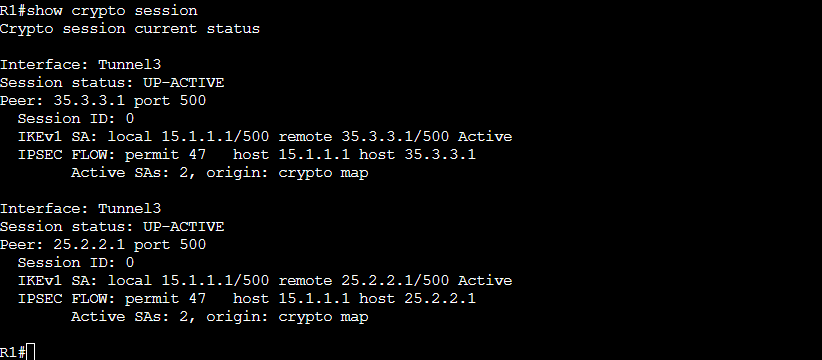 R1#show crypto session
Crypto session current status
Interface: Tunnel3
Session status: UP-ACTIVE
Peer: 35.3.3.1 port 500
Session ID: 0
IKEv1 SA: local 15.1.1.1/500 remote 35.3.3.1/500 Active
IPSEC FLOW: permit 47 host 15.1.1.1 host 35.3.3.1
Active SAs: 2, origin: crypto map
Interface: Tunnel3
Session status: UP-ACTIVE
Peer: 25.2.2.1 port 500
Session ID: 0
IKEv1 SA: local 15.1.1.1/500 remote 25.2.2.1/500 Active
IPSEC FLOW: permit 47 host 15.1.1.1 host 25.2.2.1
Active SAs: 2, origin: crypto map
R1#